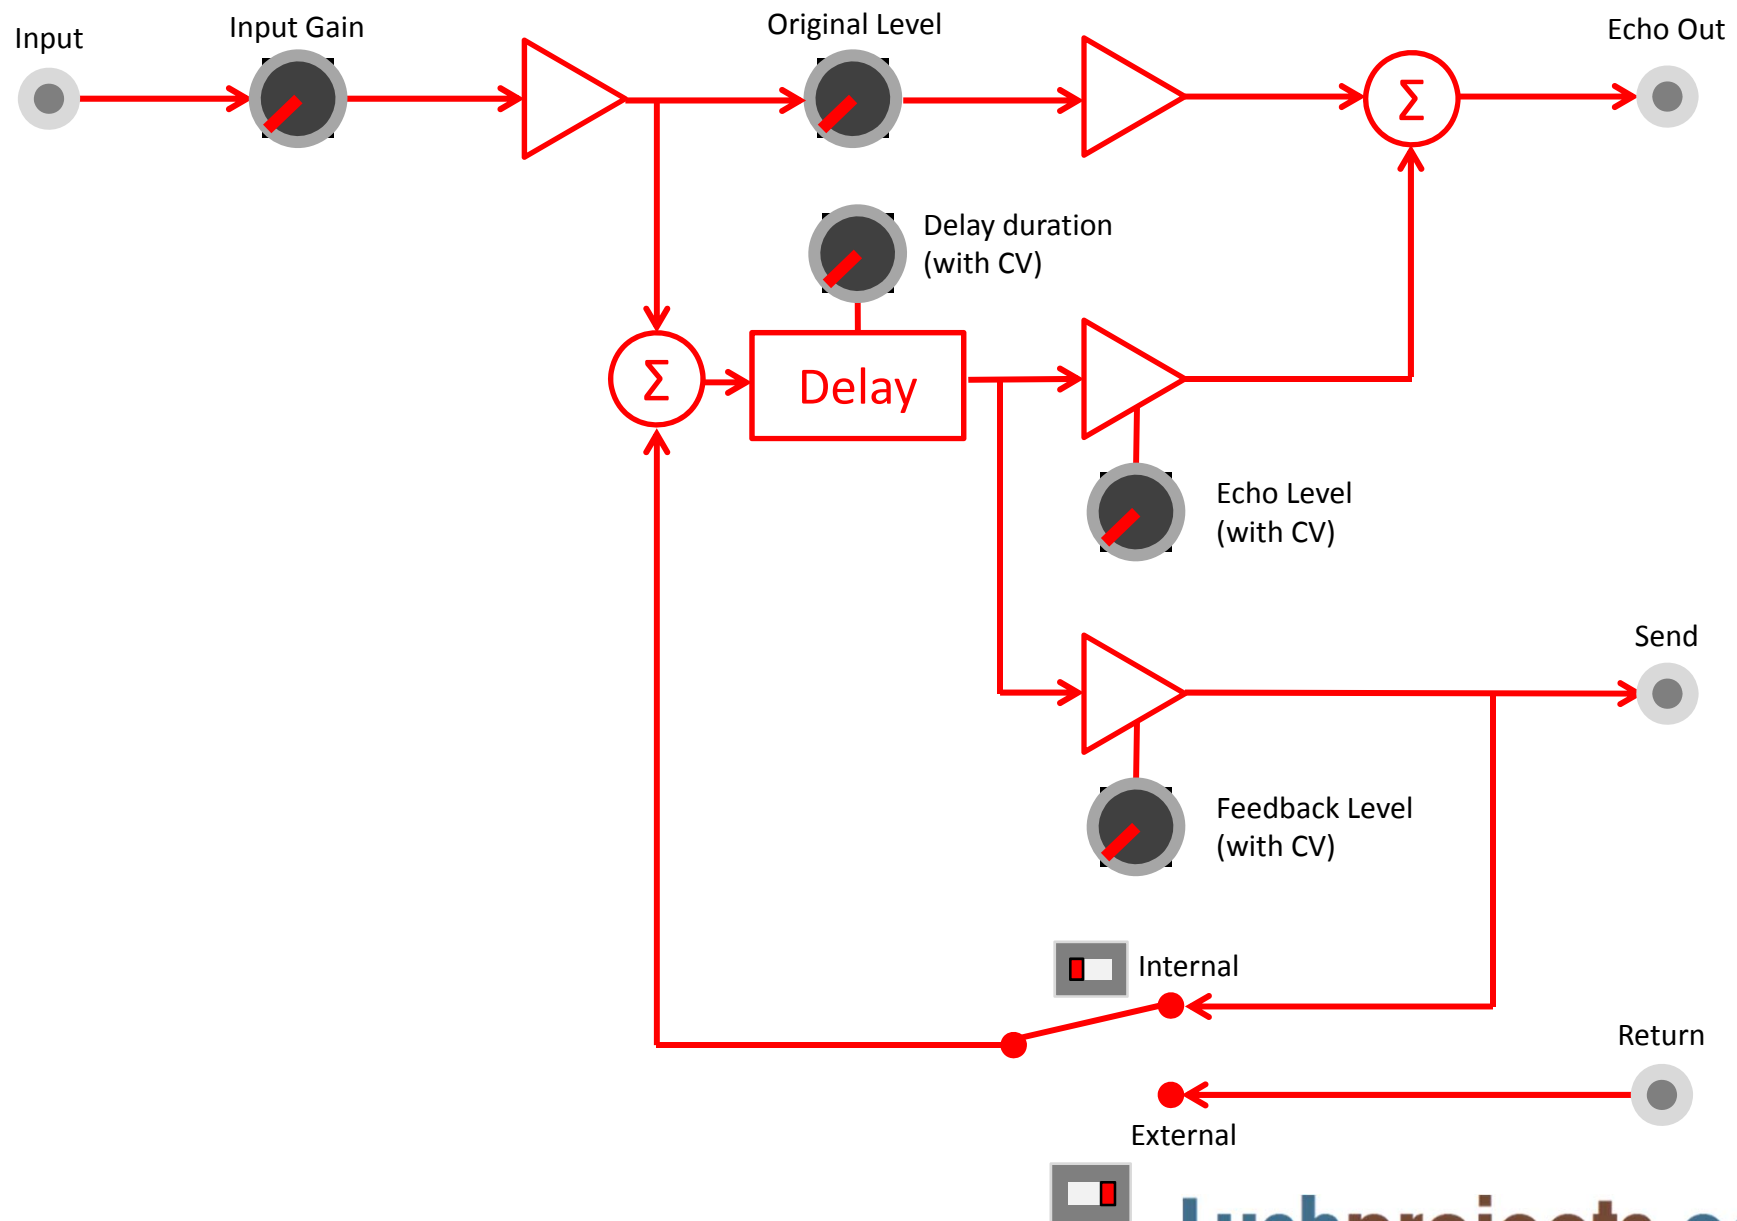 Input
Input Gain
Original Level
Echo Out
Σ
Delay duration
(with CV)
Σ
Delay
Echo Level
(with CV)
Send
Feedback Level
(with CV)
Internal
Return
External